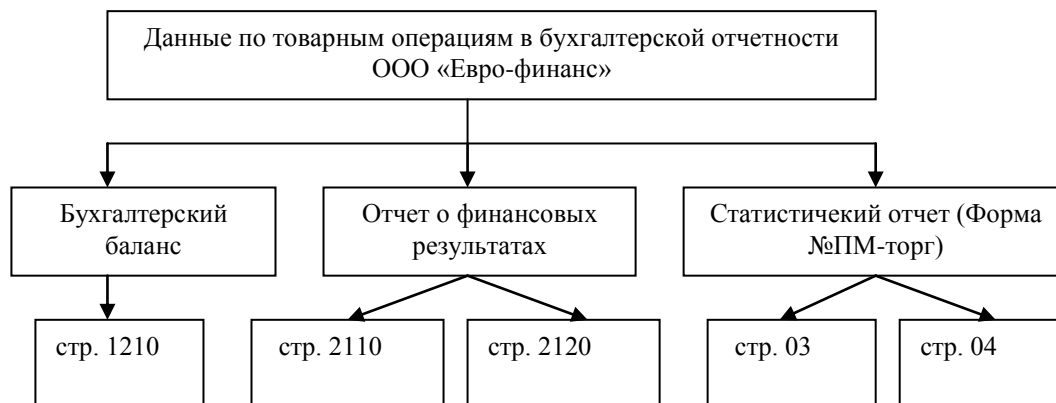 Данные по товарным операциям в бухгалтерской отчетности
ООО «Евро-финанс»
Бухгалтерский
баланс
Отчет о финансовых
результатах
Статистичекий отчет (Форма
№ПМ-торг)
стр. 1210
стр. 2110
стр. 2120
стр. 03
стр. 04